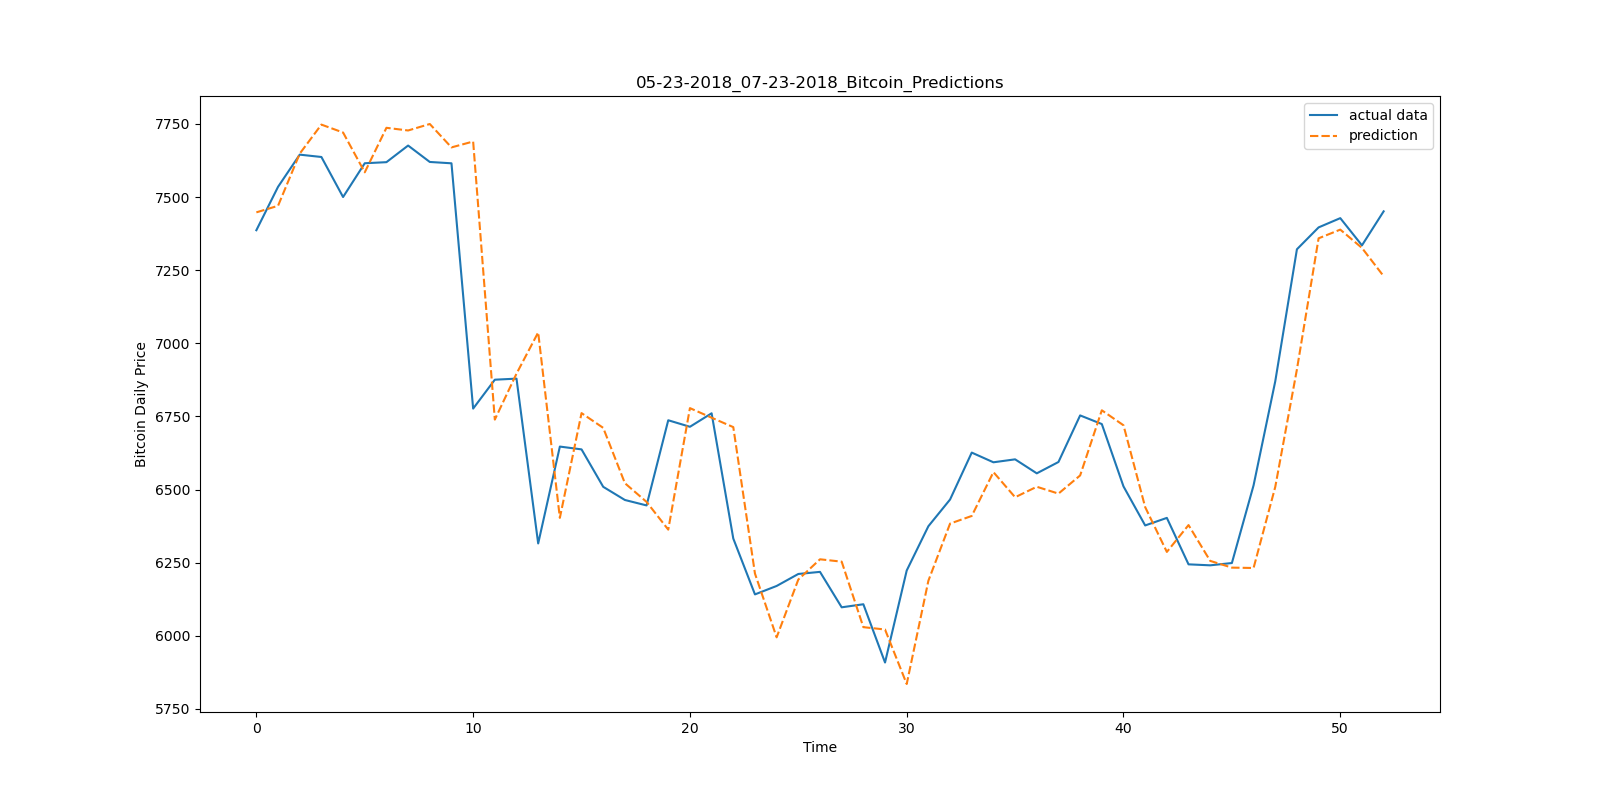 05-23-2018_07-23-2018_Bitcoin_Predictions
actual data
prediction
Bitcoin Daily Price
7750
7500
7250
7000
6750
6500
6250
6000
5750
0 10 20 30 40 50
Time